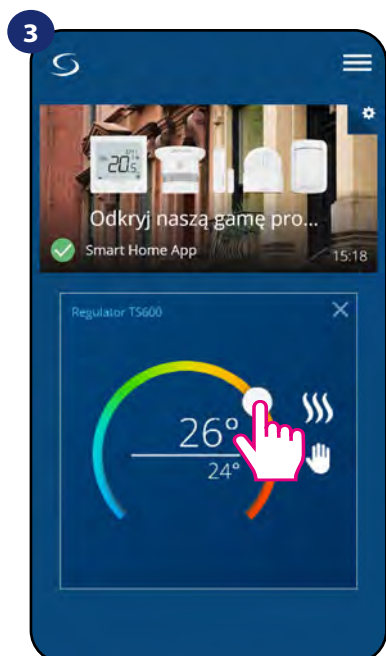 3
20.5
Odkryj naszą gamę pro...
Smart Home App
15:18
Regulator TS600
26°
24°